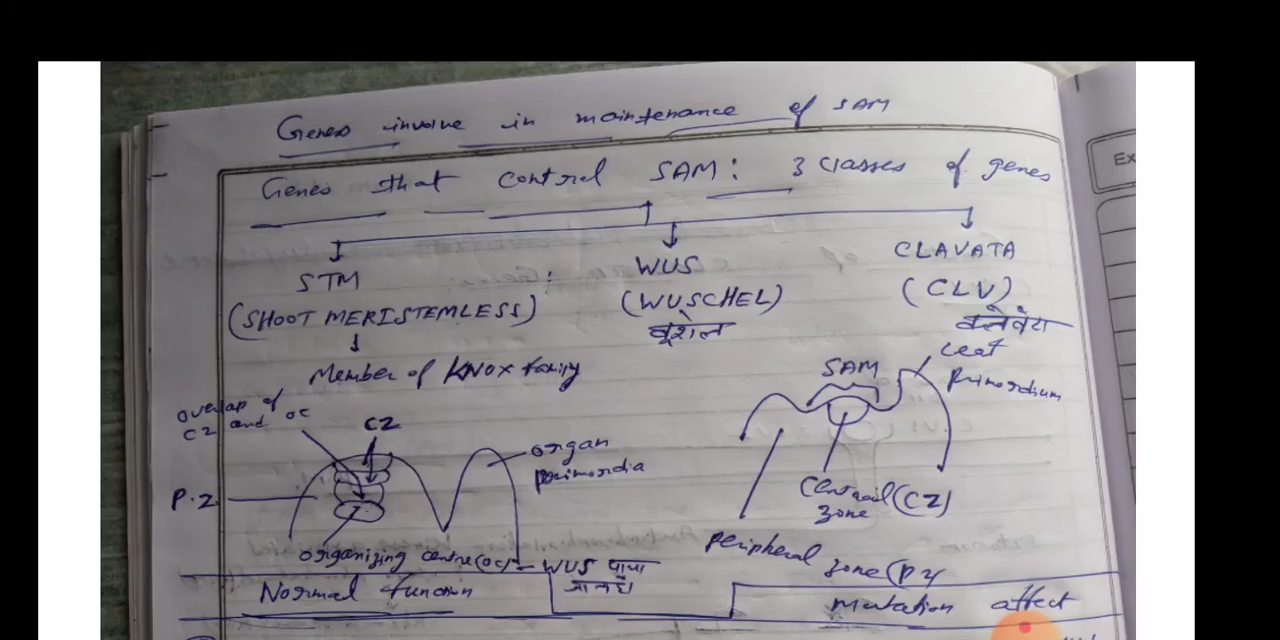 Genes involve in maintenance of SAM
Genes that control SAM: 3 classes of genes
STM
(SHOOT MERISTEMLESS)
Member of KNOX family
WUS
(WUSCHEL)
वूशेल
CLAVATA
(CLV)
क्लेवेटा
overlap of
CZ and OC
CZ
P.Z
organ
primordia
organizing centre(OC) — WUS पाया
जाता है
SAM
leaf
primordium
Central (CZ)
zone
peripheral zone (PZ
Normal function
mutation affect
Ex